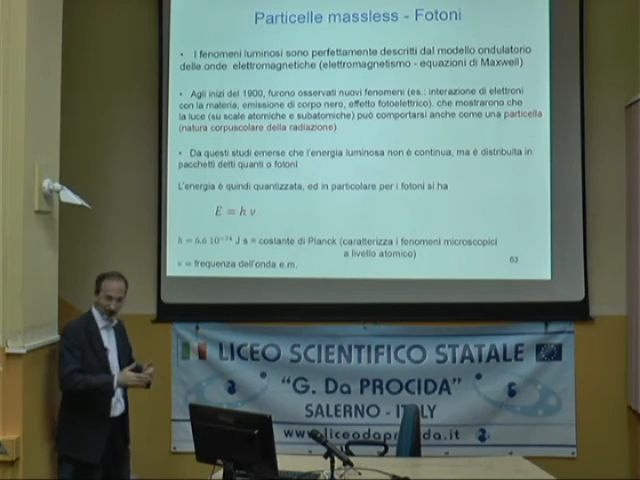 Particelle massless - Fotoni
• I fenomeni luminosi sono perfettamente descritti dal modello ondulatorio
delle onde elettromagnetiche (elettromagnetismo - equazioni di Maxwell)
• Agli inizi del 1900, furono osservati nuovi fenomeni (es.: interazione di elettroni
con la materia, emissione di corpo nero, effetto fotoelettrico), che mostrarono che
la luce (su scale atomiche e subatomiche) può comportarsi anche come una particella
(natura corpuscolare della radiazione)
• Da questi studi emerse che l'energia luminosa non è continua, ma è distribuita in
pacchetti detti quanti o fotoni
L'energia è quindi quantizzata, ed in particolare per i fotoni si ha
E = h ν
h = 6.6 10⁻³⁴ J s = costante di Planck (caratterizza i fenomeni microscopici
a livello atomico)
ν = frequenza dell'onda e.m.
63
LICEO SCIENTIFICO STATALE
"G. Da PROCIDA"
SALERNO - ITALY
www.liceodaprocida.it